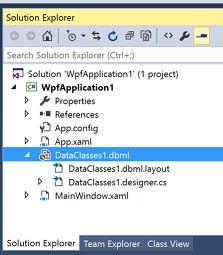 Solution Explorer
Search Solution Explorer (Ctrl+;)
Solution 'WpfApplication1' (1 project)
C# WpfApplication1
Properties
References
App.config
App.xaml
DataClasses1.dbml
DataClasses1.dbml.layout
DataClasses1.designer.cs
MainWindow.xaml
Solution Explorer Team Explorer Class View